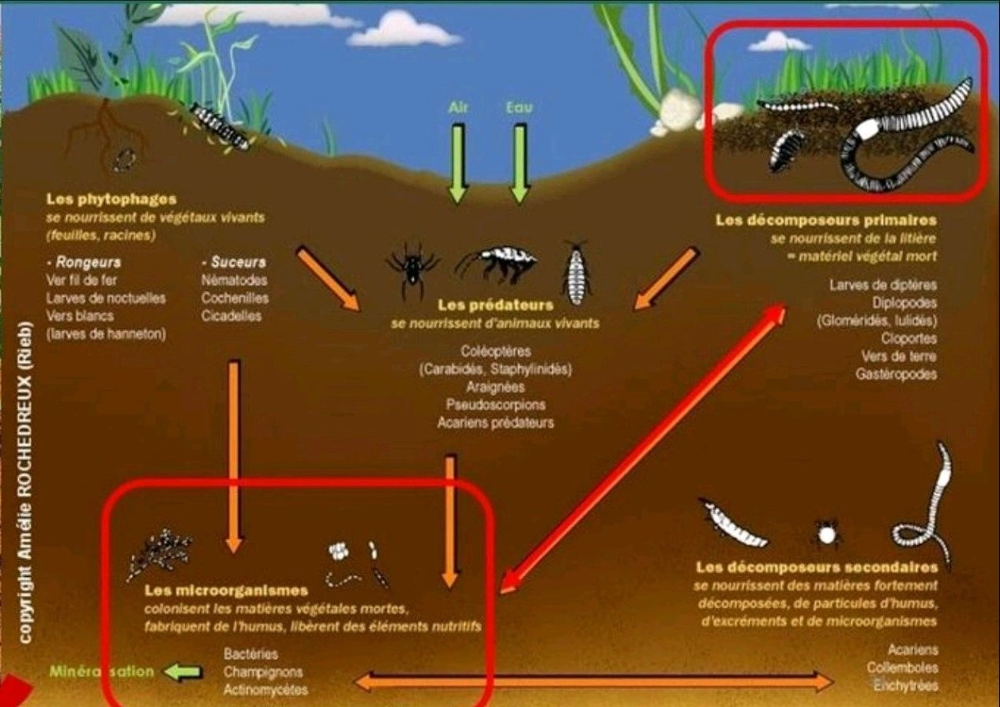 Air
Eau
Les phytophages
se nourrissent de végétaux vivants
(feuilles, racines)
- Rongeurs
Ver fil de fer
Larves de noctuelles
Vers blancs
(larves de hanneton)
- Suceurs
Nématodes
Cochenilles
Cicadelles
Les prédateurs
se nourrissent d'animaux vivants
Coléoptères
(Carabidés, Staphylinidés)
Araignées
Pseudoscorpions
Acariens prédateurs
Les décomposeurs primaires
se nourrissent de la litière
= matériel végétal mort
Larves de diptères
Diplopodes
(Gloméridés, Iulidés)
Cloportes
Vers de terre
Gastéropodes
Les microorganismes
colonisent les matières végétales mortes,
fabriquent de l'humus, libèrent des éléments nutritifs
Bactéries
Champignons
Actinomycètes
Minéralisation
Les décomposeurs secondaires
se nourrissent des matières fortement
décomposées, de particules d'humus,
d'excréments et de microorganismes
Acariens
Collemboles
Enchytrées
copyright Amélie ROCHEDREUX (Rieb)